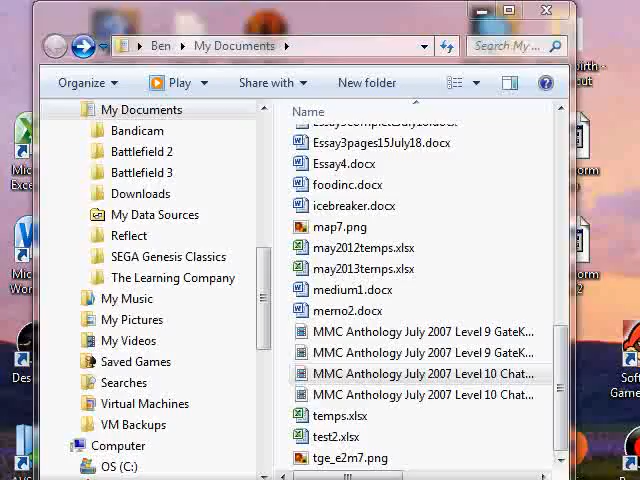 Ben
My Documents
Search My ...
Organize
Play
Share with
New folder
My Documents
Bandicam
Battlefield 2
Battlefield 3
Downloads
My Data Sources
Reflect
SEGA Genesis Classics
The Learning Company
My Music
My Pictures
My Videos
Saved Games
Searches
Virtual Machines
VM Backups
Computer
OS (C:)
Name
Essay3pages15July18.docx
Essay4.docx
foodinc.docx
icebreaker.docx
map7.png
may2012temps.xlsx
may2013temps.xlsx
medium1.docx
memo2.docx
MMC Anthology July 2007 Level 9 GateK...
MMC Anthology July 2007 Level 9 GateK...
MMC Anthology July 2007 Level 10 Chat...
MMC Anthology July 2007 Level 10 Chat...
temps.xlsx
test2.xlsx
tge_e2m7.png